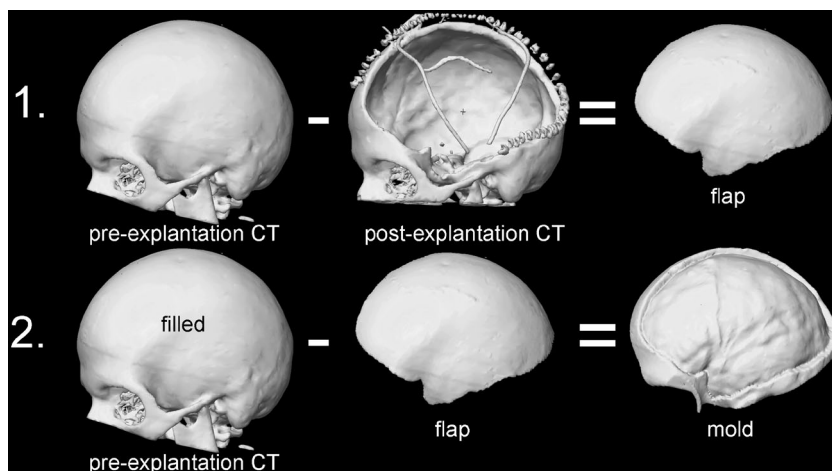 1.
-
=
flap
pre-explantation CT
post-explantation CT
2.
filled
-
=
flap
mold
pre-explantation CT